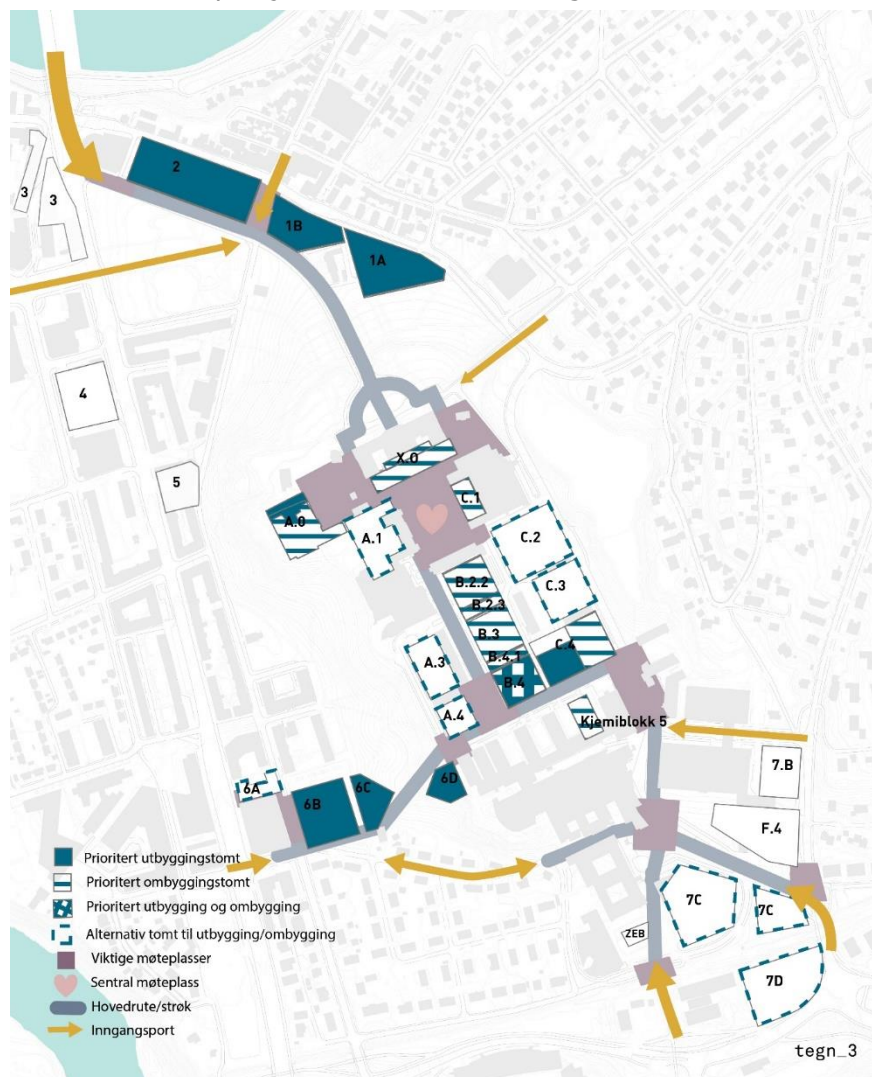 2
1B
1A
3
3
4
5
X.0
C.1
A.0
A.1
C.2
C.3
B.2.2
B.2.3
B.3
B.4.1
B.4
C.4
A.3
A.4
Kjemiblokk 5
7.B
F.4
6A
6B
6C
6D
7C
7C
ZEB
7D
Prioritert utbyggingstomt
Prioritert ombyggingstomt
Prioritert utbygging og ombygging
Alternativ tomt til utbygging/ombygging
Viktige møteplasser
Sentral møteplass
Hovedrute/strøk
Inngangsport
tegn_3